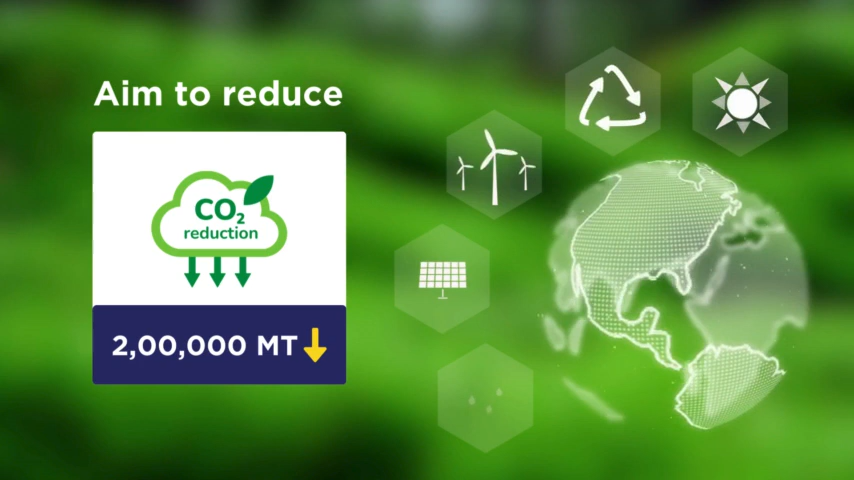 Aim to reduce
CO₂
reduction
2,00,000 MT